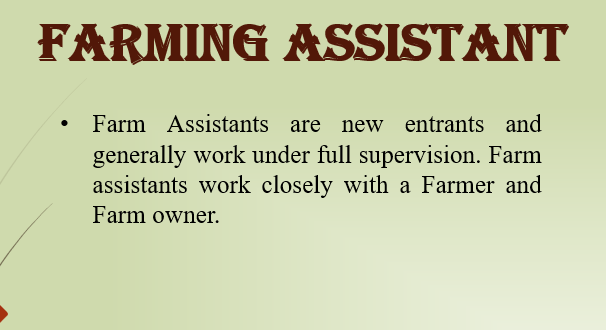 FARMING ASSISTANT
• Farm Assistants are new entrants and
generally work under full supervision. Farm
assistants work closely with a Farmer and
Farm owner.